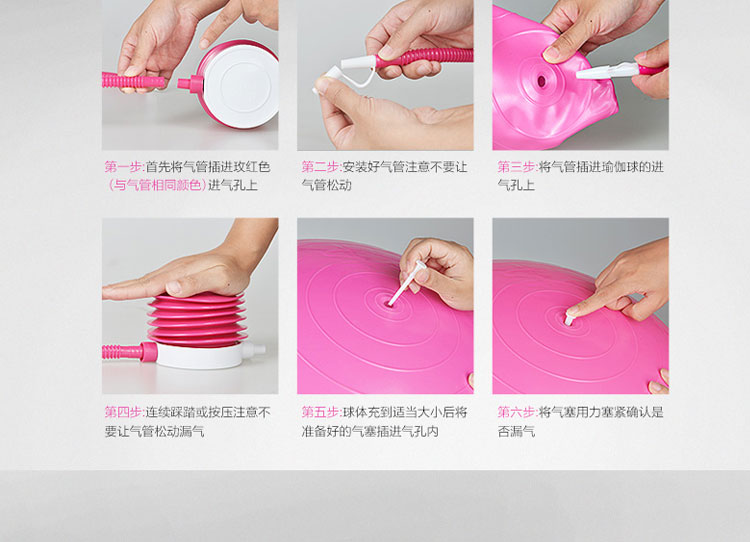 第一步:首先将气管插进玫红色
（与气管相同颜色）进气孔上
第二步:安装好气管注意不要让
气管松动
第三步:将气管插进瑜伽球的进
气孔上
第四步:连续踩踏或按压注意不
要让气管松动漏气
第五步:球体充到适当大小后将
准备好的气塞插进气孔内
第六步:将气塞用力塞紧确认是
否漏气